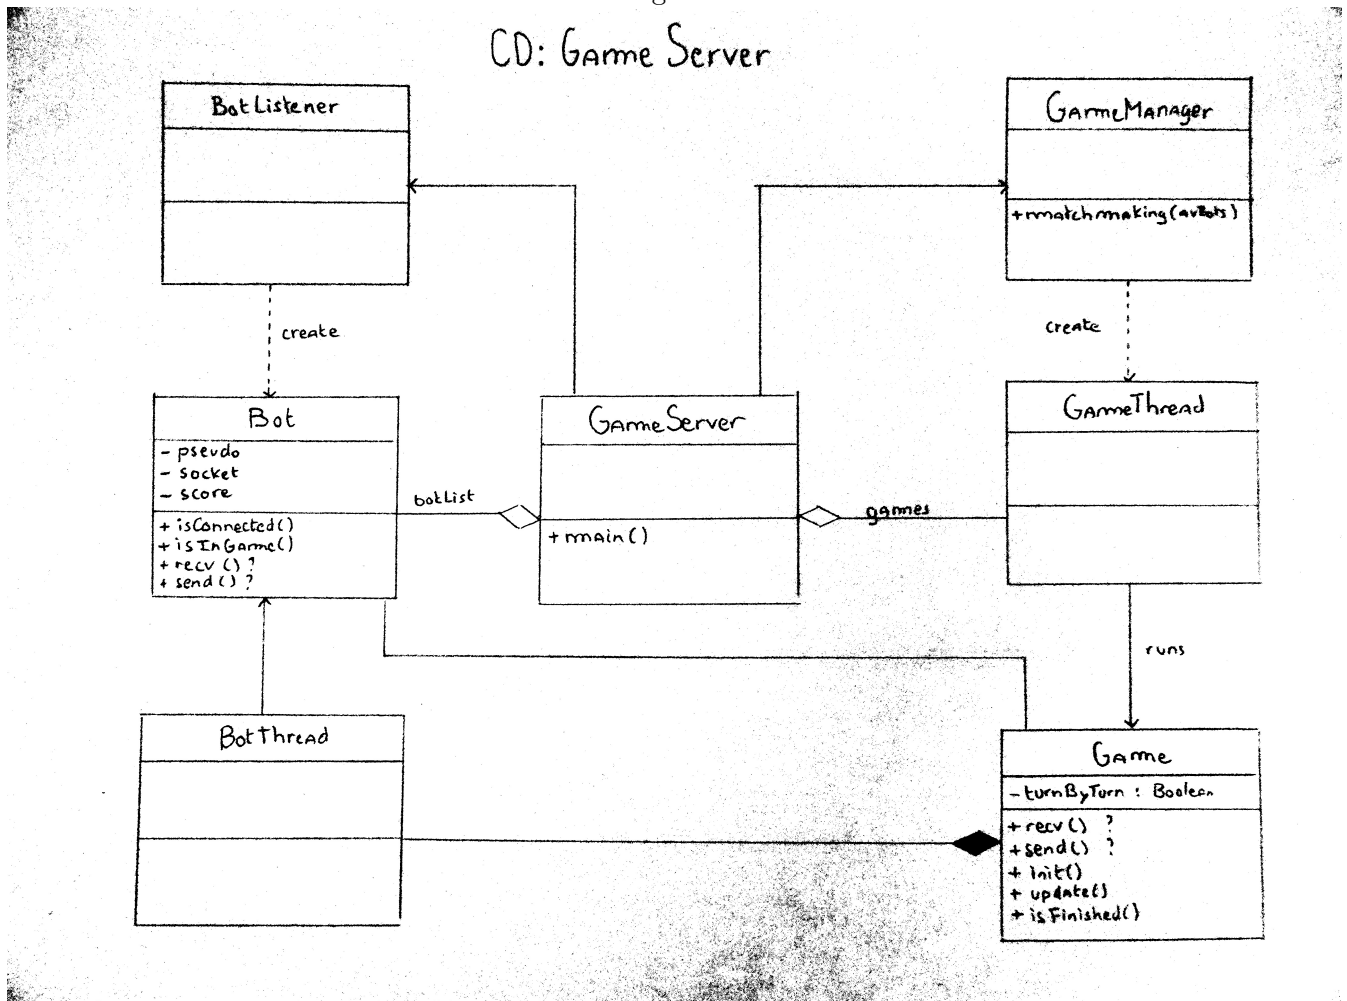 CD: Game Server
BotListener
GameManager
+matchmaking(avBots)
create
create
Bot
- pseudo
- socket
- score
+ isConnected()
+ isInGame()
+ recv () ?
+ send () ?
botList
GameServer
+ main()
games
GameThread
runs
BotThread
Game
- turnByTurn : Boolean
+ recv() ?
+ send() ?
+ init()
+ update()
+ isFinished()